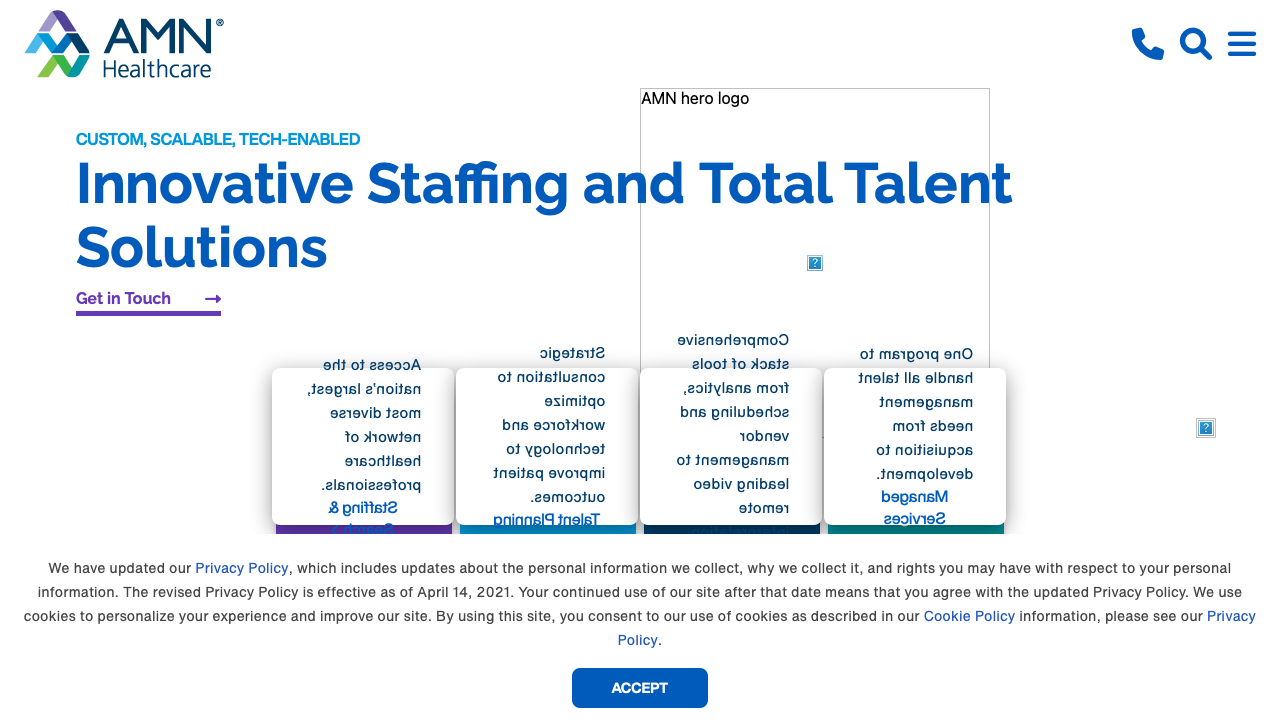 AMN®
Healthcare
AMN hero logo
CUSTOM, SCALABLE, TECH-ENABLED
Innovative Staffing and Total Talent
Solutions
Get in Touch
Access to the
nation's largest,
most diverse
network of
healthcare
professionals.
Staffing &
Strategic
consultation to
optimize
workforce and
technology to
improve patient
outcomes.
Talent Planning
Comprehensive
stack of tools
from analytics,
scheduling and
vendor
management to
leading video
remote
One program to
handle all talent
management
needs from
acquisition to
development.
Managed
Services
We have updated our Privacy Policy, which includes updates about the personal information we collect, why we collect it, and rights you may have with respect to your personal
information. The revised Privacy Policy is effective as of April 14, 2021. Your continued use of our site after that date means that you agree with the updated Privacy Policy. We use
cookies to personalize your experience and improve our site. By using this site, you consent to our use of cookies as described in our Cookie Policy information, please see our Privacy
Policy.
ACCEPT